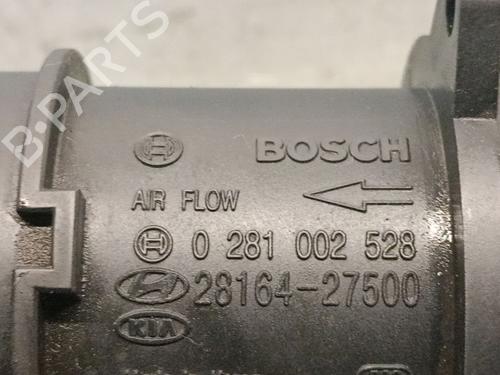 BOSCH
AIR FLOW
0 281 002 528
28164-27500
KIA
B-PARTS